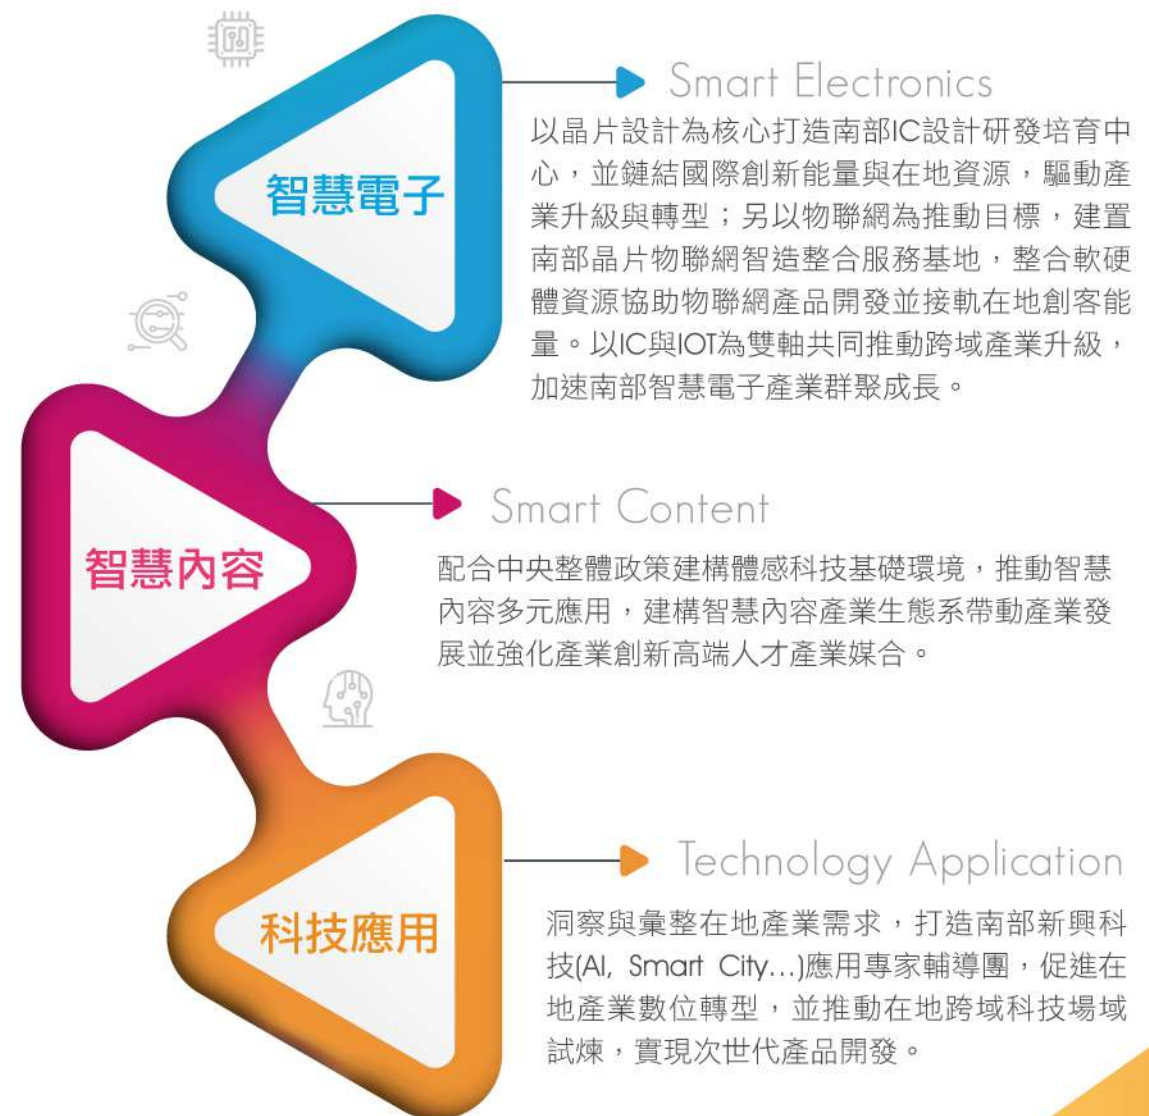 智慧電子
Smart Electronics
以晶片設計為核心打造南部IC設計研發培育中
心，並鏈結國際創新能量與在地資源，驅動產
業升級與轉型；另以物聯網為推動目標，建置
南部晶片物聯網智造整合服務基地，整合軟硬
體資源協助物聯網產品開發並接軌在地創客能
量。以IC與IOT為雙軸共同推動跨域產業升級，
加速南部智慧電子產業群聚成長。
智慧內容
Smart Content
配合中央整體政策建構體感科技基礎環境，推動智慧
內容多元應用，建構智慧內容產業生態系帶動產業發
展並強化產業創新高端人才產業媒合。
科技應用
Technology Application
洞察與彙整在地產業需求，打造南部新興科
技(AI, Smart City...)應用專家輔導團，促進在
地產業數位轉型，並推動在地跨域科技場域
試煉，實現次世代產品開發。